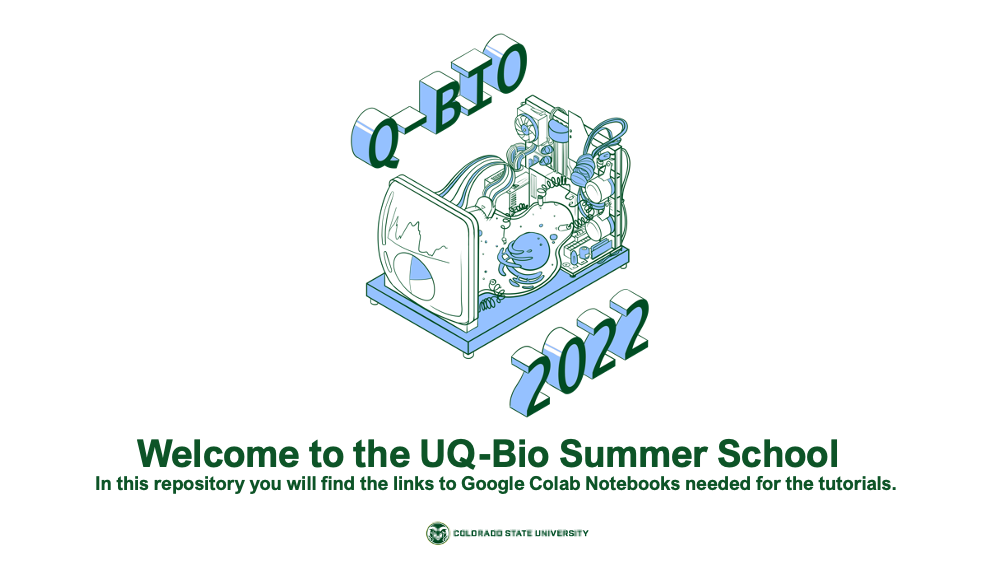 Q-BIO
2022
Welcome to the UQ-Bio Summer School
In this repository you will find the links to Google Colab Notebooks needed for the tutorials.
COLORADO STATE UNIVERSITY